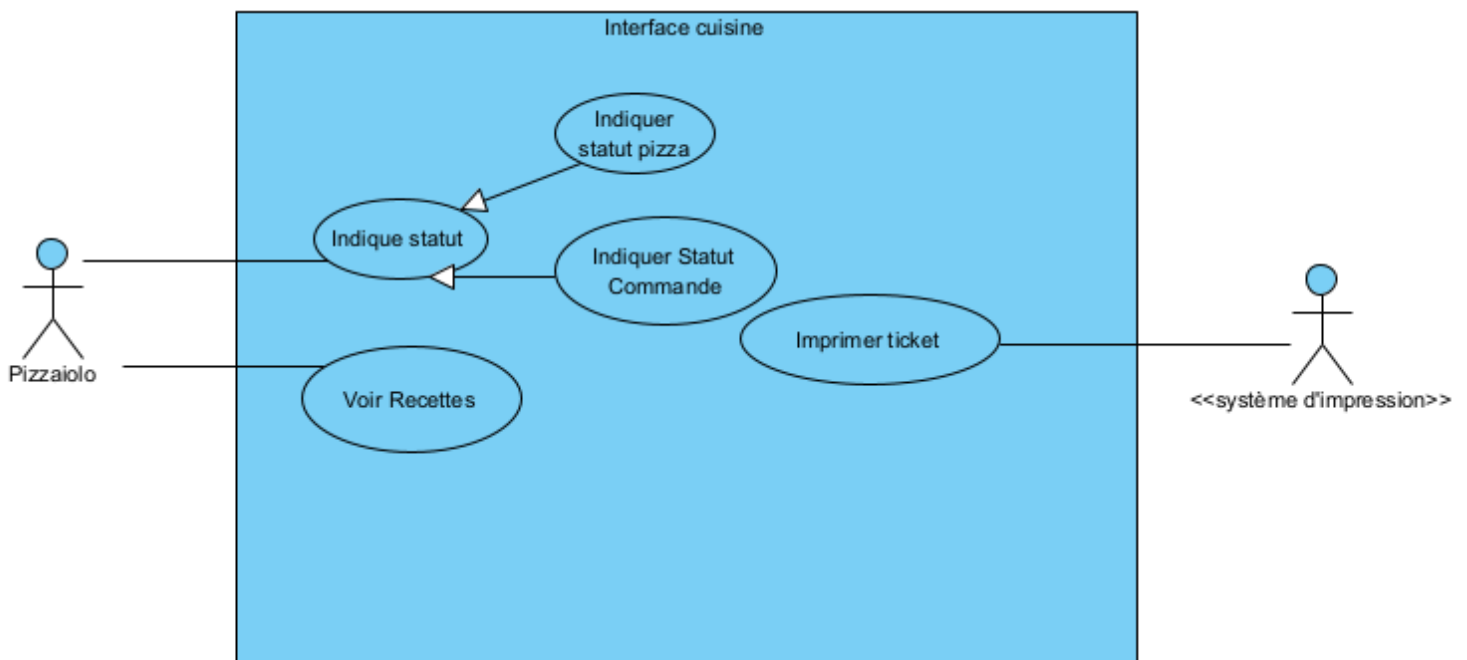 Interface cuisine
Indiquer
statut pizza
Indique statut
Indiquer Statut
Commande
Imprimer ticket
Pizzaiolo
Voir Recettes
<<système d'impression>>